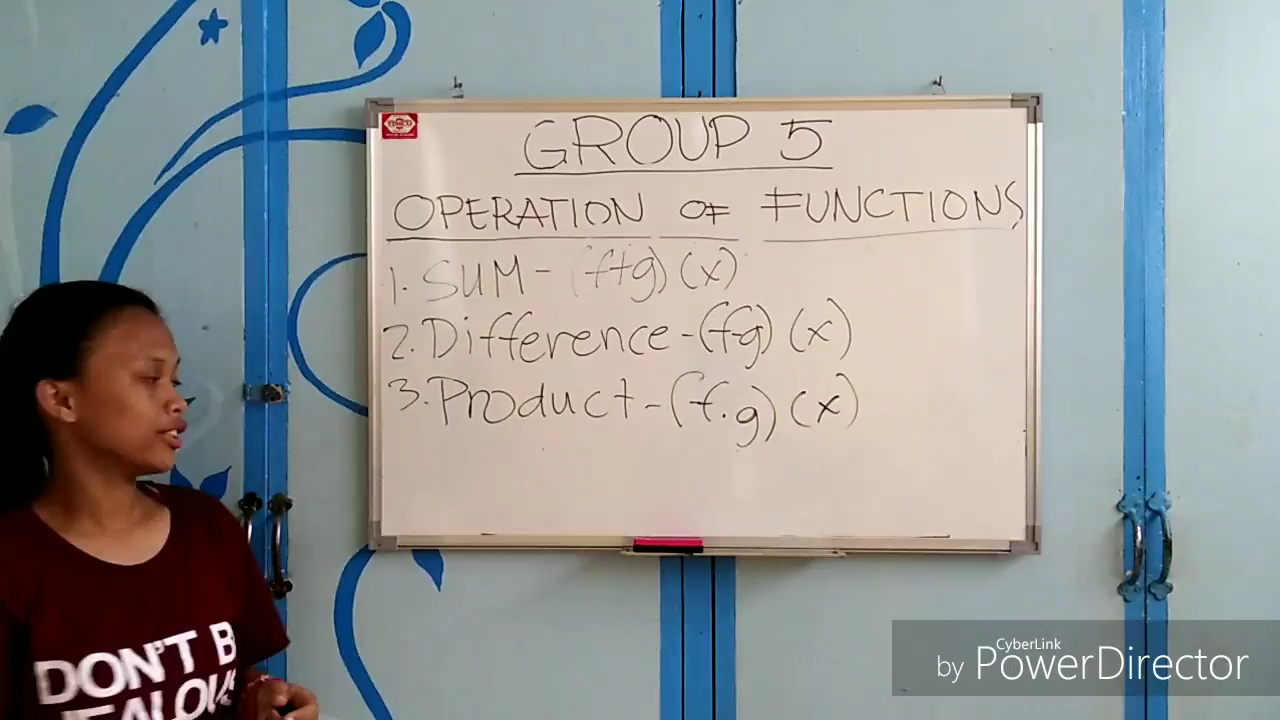 GROUP 5
OPERATION OF FUNCTIONS
1. SUM - (f+g) (x)
2. Difference - (f-g) (x)
3. Product - (f.g) (x)
DON'T B
JEALOUS
CyberLink
by PowerDirector